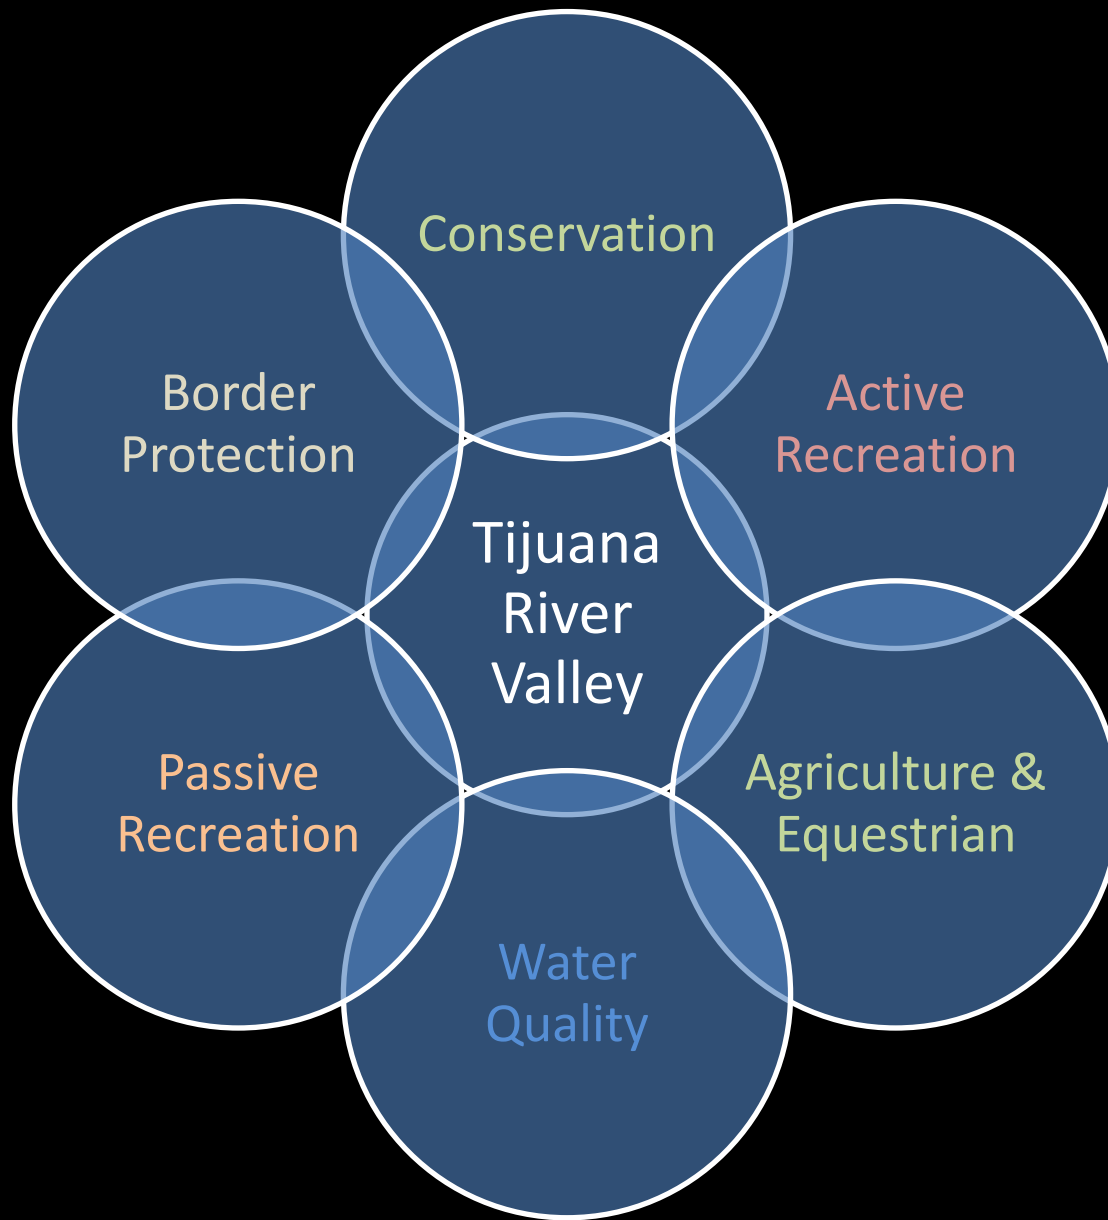 Conservation
Border
Protection
Active
Recreation
Tijuana
River
Valley
Passive
Recreation
Agriculture &
Equestrian
Water
Quality